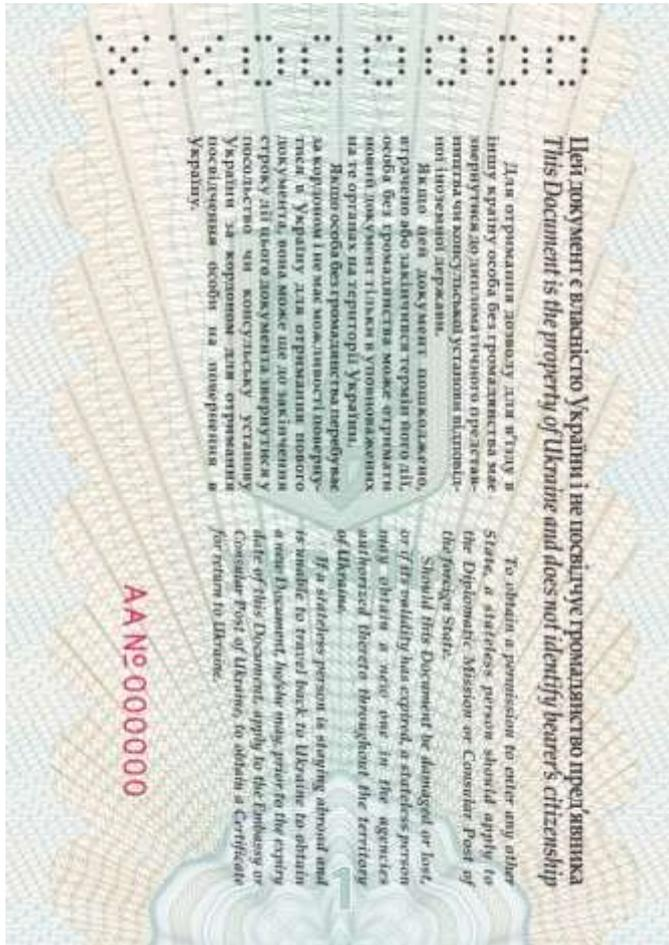 XX000000
Цей документ є власністю України і не посвідчує громадянство пред'явника
This Document is the property of Ukraine and does not identify bearer's citizenship
Для отримання дозволу для в'їзду в
іншу країну особа без громадянства має
звернутися до дипломатичного представ-
ництва чи консульської установи відповід-
ної іноземної держави.
Якщо цей документ пошкоджено,
втрачено або закінчився термін його дії,
особа без громадянства може отримати
новий документ тільки в уповноважених
на те органах на території України.
Якщо особа без громадянства перебуває
за кордоном і не має можливості поверну-
тися в Україну для отримання нового
документа, вона може ще до закінчення
строку дії цього документа звернутися у
посольство чи консульську установу
України за кордоном для отримання
посвідчення особи на повернення в
Україну.
To obtain a permission to enter any other
State, a stateless person should apply to
the Diplomatic Mission or Consular Post of
the foreign State.
Should this Document be damaged or lost,
or if its validity has expired, a stateless person
may obtain a new one in the agencies
authorized thereto throughout the territory
of Ukraine.
If a stateless person is staying abroad and
is unable to travel back to Ukraine to obtain
a new Document, he/she may, prior to the expiry
date of this Document, apply to the Embassy or
Consular Post of Ukraine, to obtain a Certificate
for return to Ukraine.
AA№000000
1